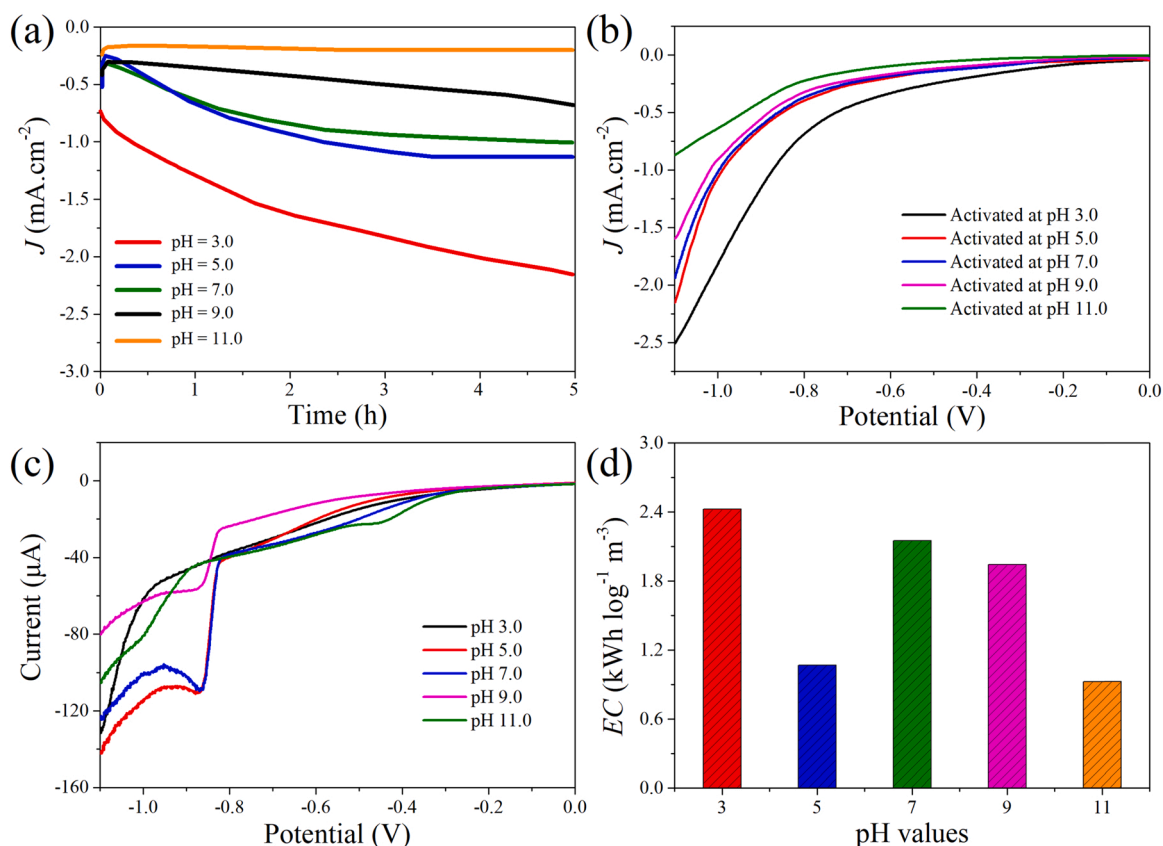 (a)
0.0
-0.5
-1.0
-1.5
-2.0
-2.5
-3.0
J (mA.cm-2)
pH = 3.0
pH = 5.0
pH = 7.0
pH = 9.0
pH = 11.0
0
1
2
3
4
5
Time (h)
(b)
0.0
-0.5
-1.0
-1.5
-2.0
-2.5
J (mA.cm-2)
Activated at pH 3.0
Activated at pH 5.0
Activated at pH 7.0
Activated at pH 9.0
Activated at pH 11.0
-1.0
-0.8
-0.6
-0.4
-0.2
0.0
Potential (V)
(c)
0
-40
-80
-120
-160
Current (μA)
pH 3.0
pH 5.0
pH 7.0
pH 9.0
pH 11.0
-1.0
-0.8
-0.6
-0.4
-0.2
0.0
Potential (V)
(d)
3.0
2.4
1.8
1.2
0.6
0.0
EC (kWh log-1 m-3)
3
5
7
9
11
pH values